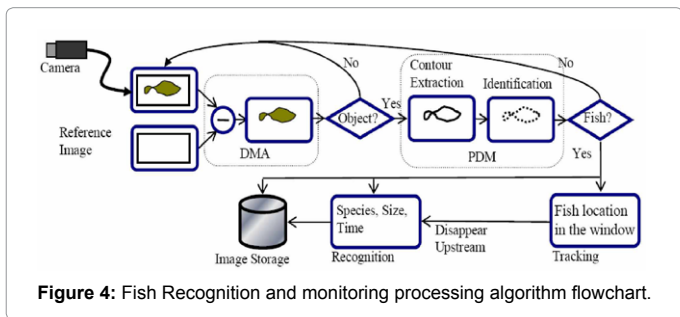 No
No
Camera
Contour
Extraction
Identification
Yes
Object?
Fish?
Reference
Image
DMA
PDM
Yes
Species, Size,
Time
Fish location
in the window
Disappear
Upstream
Image Storage
Recognition
Tracking
Figure 4: Fish Recognition and monitoring processing algorithm flowchart.